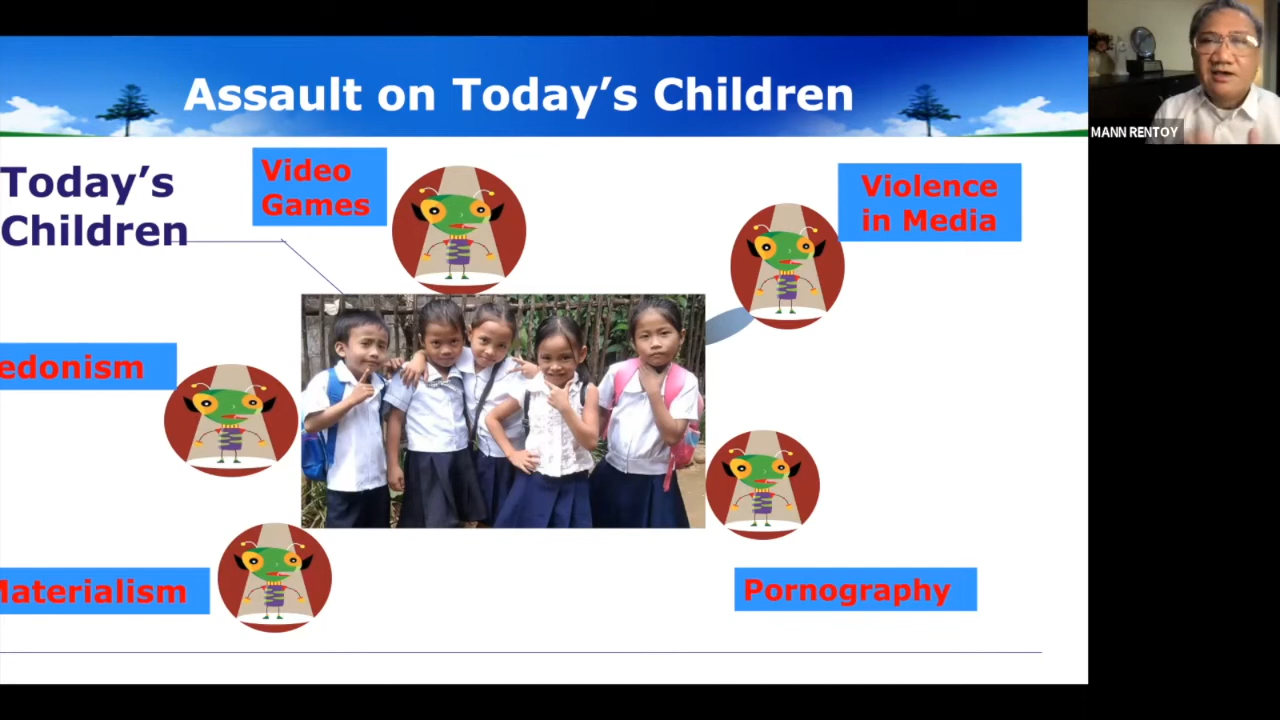 Assault on Today's Children
MANN RENTOY
Today's
Children
Video
Games
Violence
in Media
edonism
Materialism
Pornography